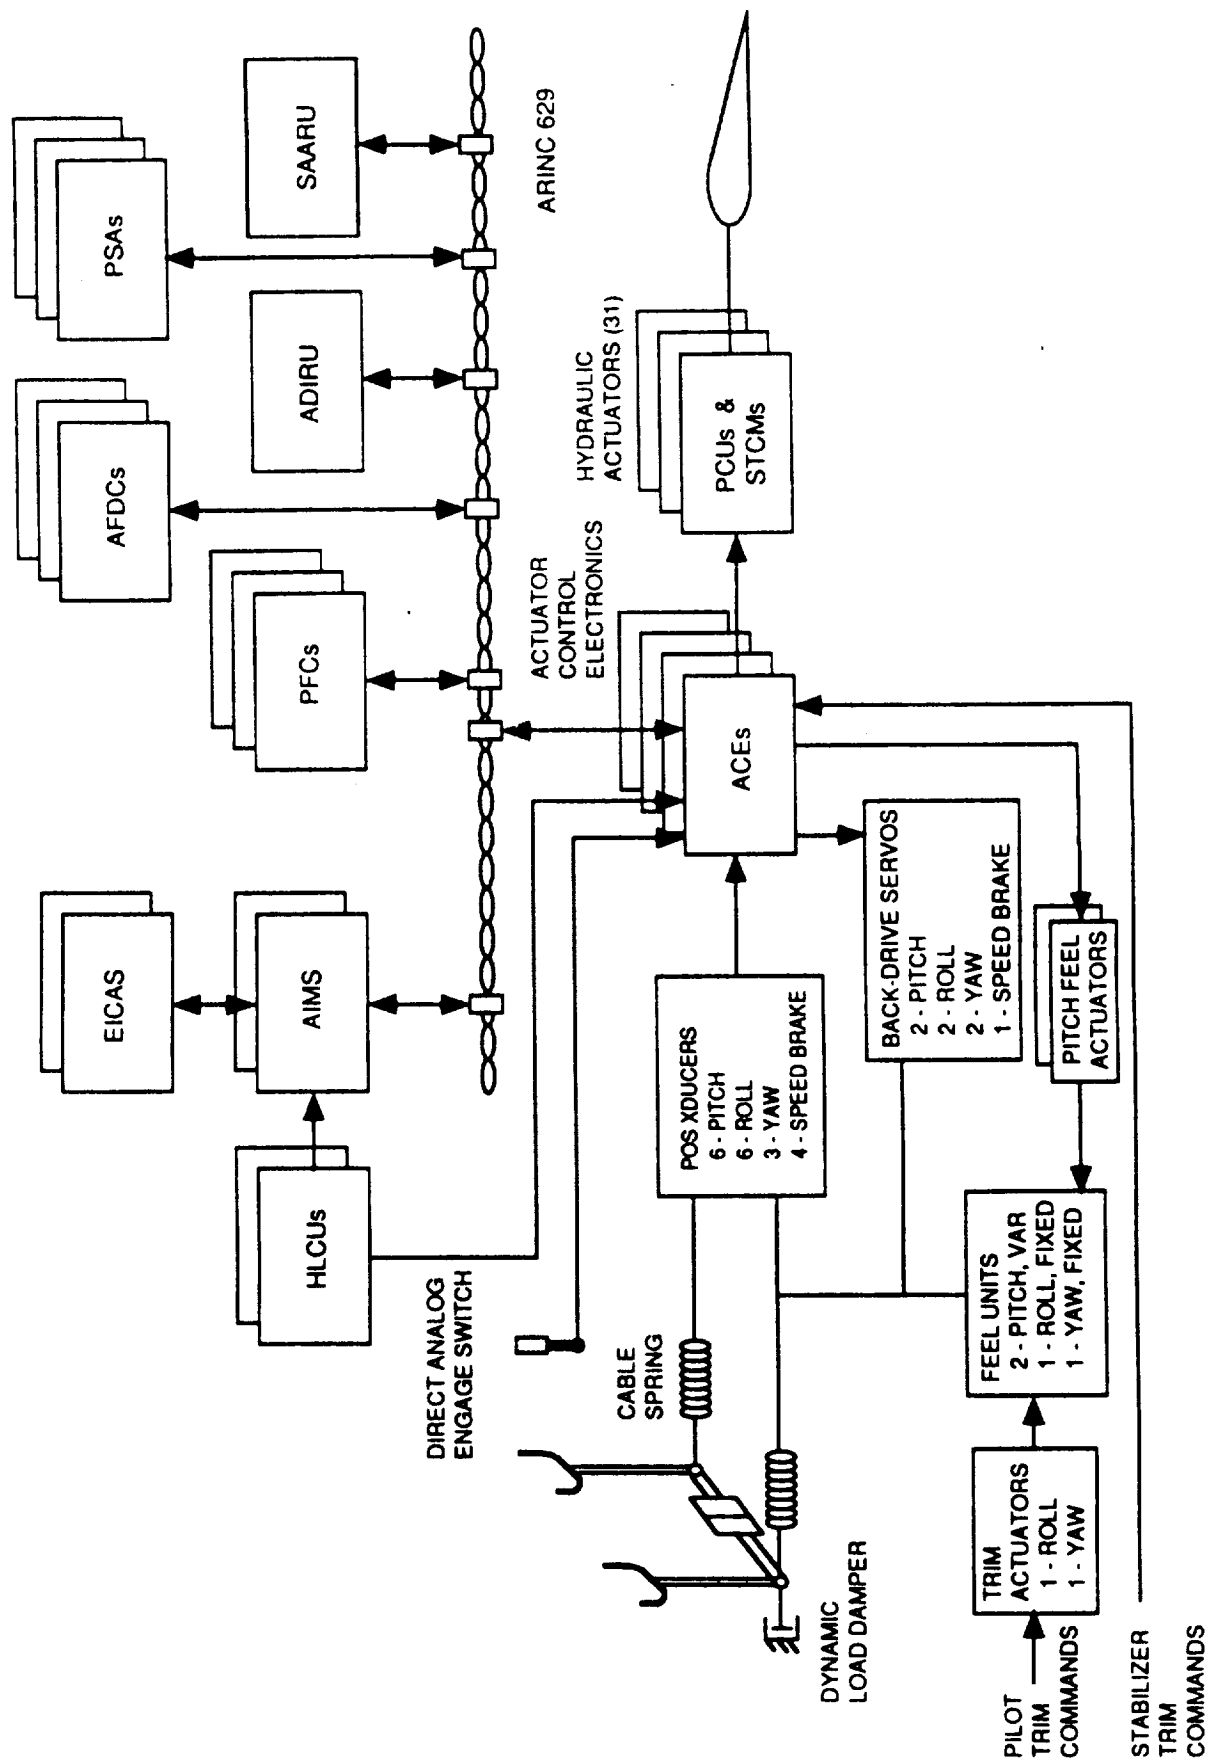 EICAS
AFDCs
PSAs
HLCUs
AIMS
PFCs
ADIRU
SAARU
ARINC 629
DIRECT ANALOG
ENGAGE SWITCH
ACTUATOR
CONTROL
ELECTRONICS
HYDRAULIC
ACTUATORS (31)
CABLE
SPRING
POS XDUCERS
6 - PITCH
6 - ROLL
3 - YAW
4 - SPEED BRAKE
ACEs
PCUs &
STCMs
DYNAMIC
LOAD DAMPER
BACK-DRIVE SERVOS
2 - PITCH
2 - ROLL
2 - YAW
1 - SPEED BRAKE
PILOT
TRIM
COMMANDS
TRIM
ACTUATORS
1 - ROLL
1 - YAW
FEEL UNITS
2 - PITCH, VAR
1 - ROLL, FIXED
1 - YAW, FIXED
PITCH FEEL
ACTUATORS
STABILIZER
TRIM
COMMANDS